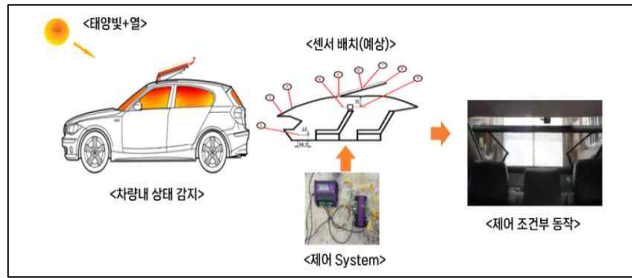 <태양빛+열>
<센서 배치(예상)>
<차량내 상태 감지>
<제어 조건부 동작>
<제어 System>